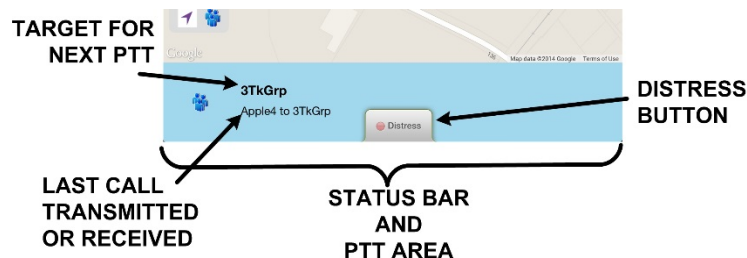 TARGET FOR
NEXT PTT
Google
Map data ©2014 Google Terms of Use
3TkGrp
Apple4 to 3TkGrp
Distress
DISTRESS
BUTTON
LAST CALL
TRANSMITTED
OR RECEIVED
STATUS BAR
AND
PTT AREA